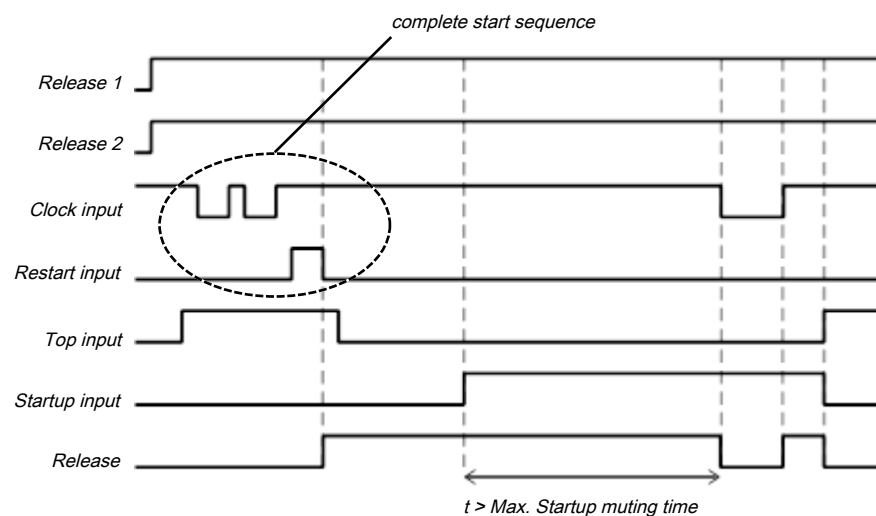 complete start sequence
Release 1
Release 2
Clock input
Restart input
Top input
Startup input
Release
t > Max. Startup muting time